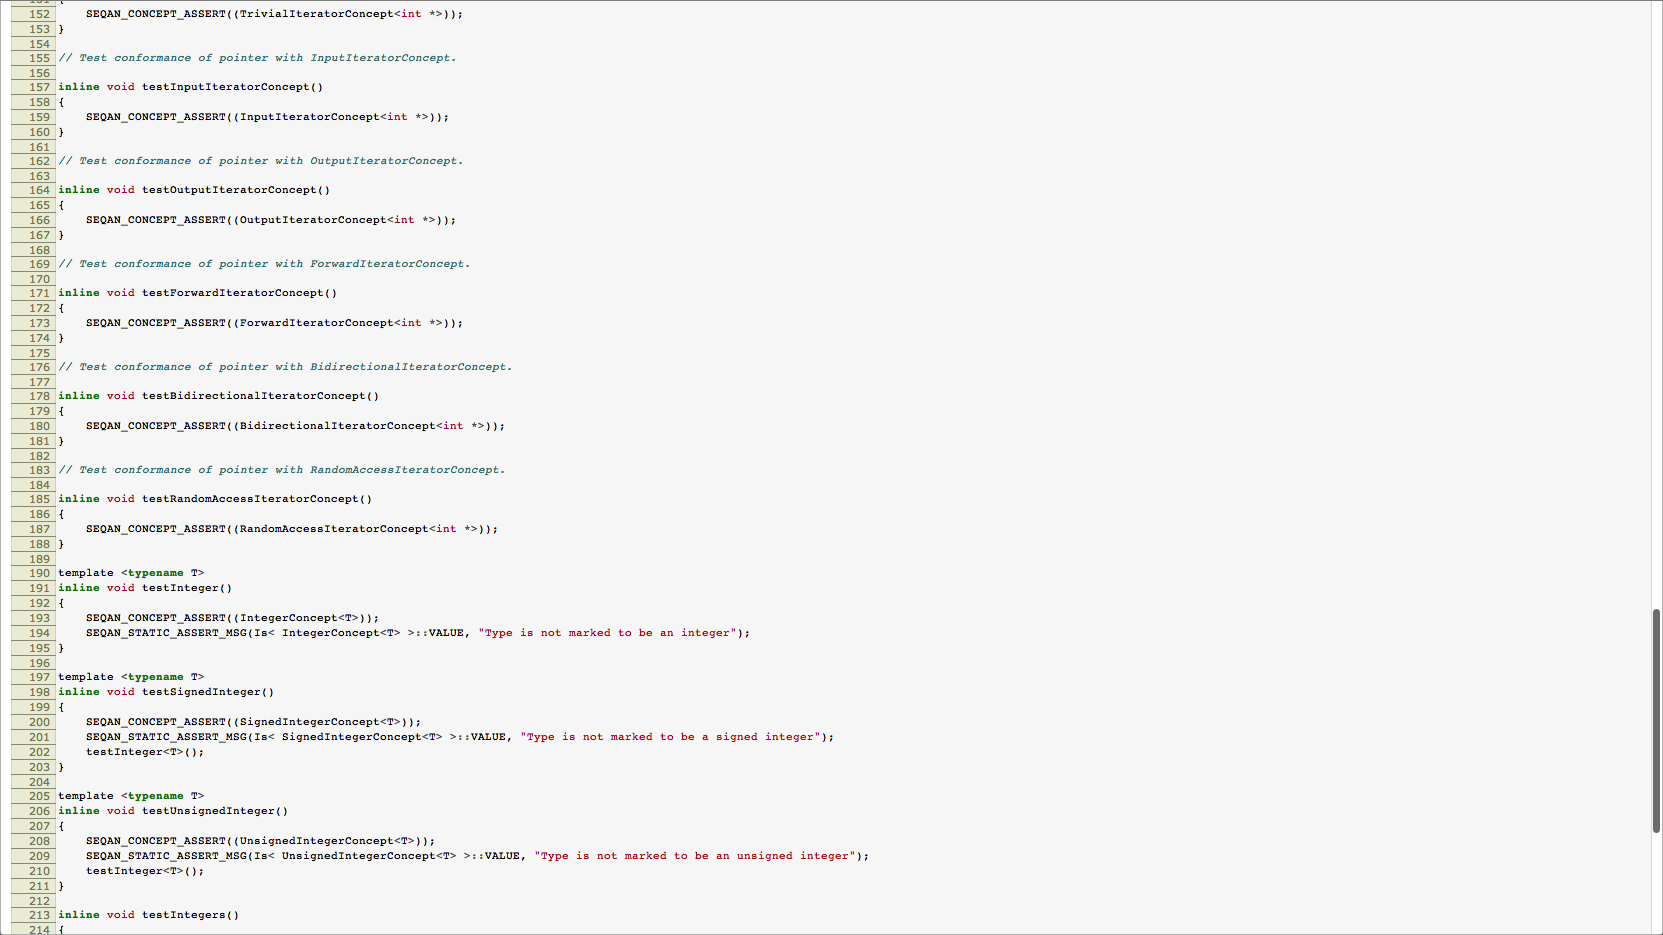 151 {
152     SEQAN_CONCEPT_ASSERT((TrivialIteratorConcept<int *>));
153 }
154
155 // Test conformance of pointer with InputIteratorConcept.
156
157 inline void testInputIteratorConcept()
158 {
159     SEQAN_CONCEPT_ASSERT((InputIteratorConcept<int *>));
160 }
161
162 // Test conformance of pointer with OutputIteratorConcept.
163
164 inline void testOutputIteratorConcept()
165 {
166     SEQAN_CONCEPT_ASSERT((OutputIteratorConcept<int *>));
167 }
168
169 // Test conformance of pointer with ForwardIteratorConcept.
170
171 inline void testForwardIteratorConcept()
172 {
173     SEQAN_CONCEPT_ASSERT((ForwardIteratorConcept<int *>));
174 }
175
176 // Test conformance of pointer with BidirectionalIteratorConcept.
177
178 inline void testBidirectionalIteratorConcept()
179 {
180     SEQAN_CONCEPT_ASSERT((BidirectionalIteratorConcept<int *>));
181 }
182
183 // Test conformance of pointer with RandomAccessIteratorConcept.
184
185 inline void testRandomAccessIteratorConcept()
186 {
187     SEQAN_CONCEPT_ASSERT((RandomAccessIteratorConcept<int *>));
188 }
189
190 template <typename T>
191 inline void testInteger()
192 {
193     SEQAN_CONCEPT_ASSERT((IntegerConcept<T>));
194     SEQAN_STATIC_ASSERT_MSG(Is< IntegerConcept<T> >::VALUE, "Type is not marked to be an integer");
195 }
196
197 template <typename T>
198 inline void testSignedInteger()
199 {
200     SEQAN_CONCEPT_ASSERT((SignedIntegerConcept<T>));
201     SEQAN_STATIC_ASSERT_MSG(Is< SignedIntegerConcept<T> >::VALUE, "Type is not marked to be a signed integer");
202     testInteger<T>();
203 }
204
205 template <typename T>
206 inline void testUnsignedInteger()
207 {
208     SEQAN_CONCEPT_ASSERT((UnsignedIntegerConcept<T>));
209     SEQAN_STATIC_ASSERT_MSG(Is< UnsignedIntegerConcept<T> >::VALUE, "Type is not marked to be an unsigned integer");
210     testInteger<T>();
211 }
212
213 inline void testIntegers()
214 {